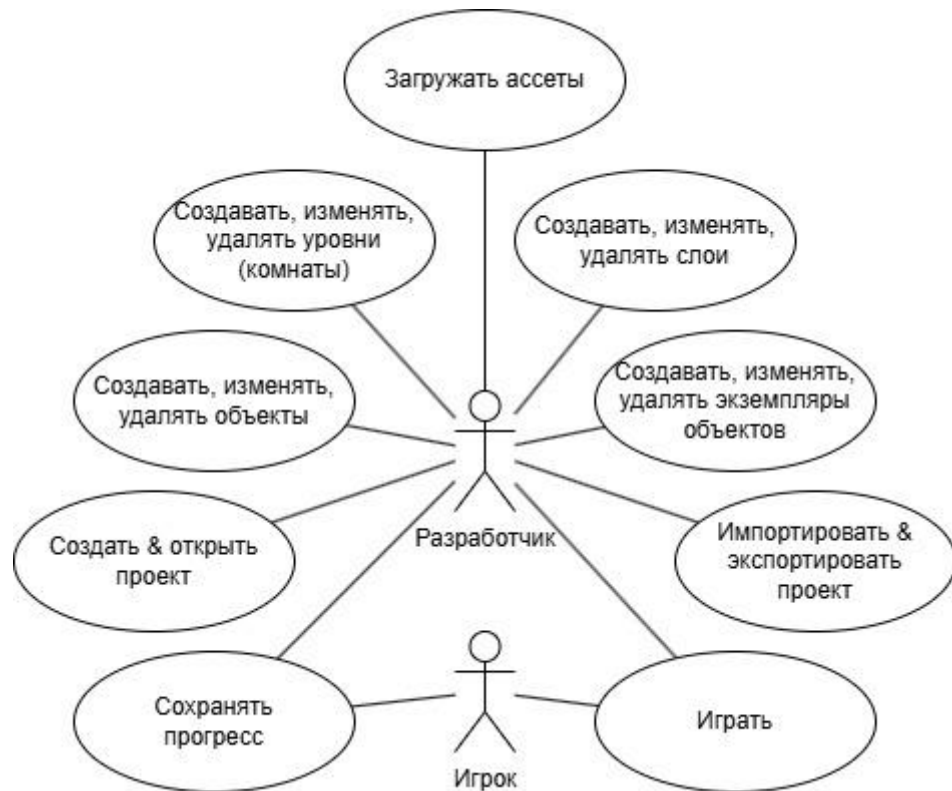 Загружать ассеты
Создавать, изменять,
удалять уровни
(комнаты)
Создавать, изменять,
удалять слои
Создавать, изменять,
удалять объекты
Создавать, изменять,
удалять экземпляры
объектов
Создать & открыть
проект
Разработчик
Импортировать &
экспортировать
проект
Сохранять
прогресс
Играть
Игрок